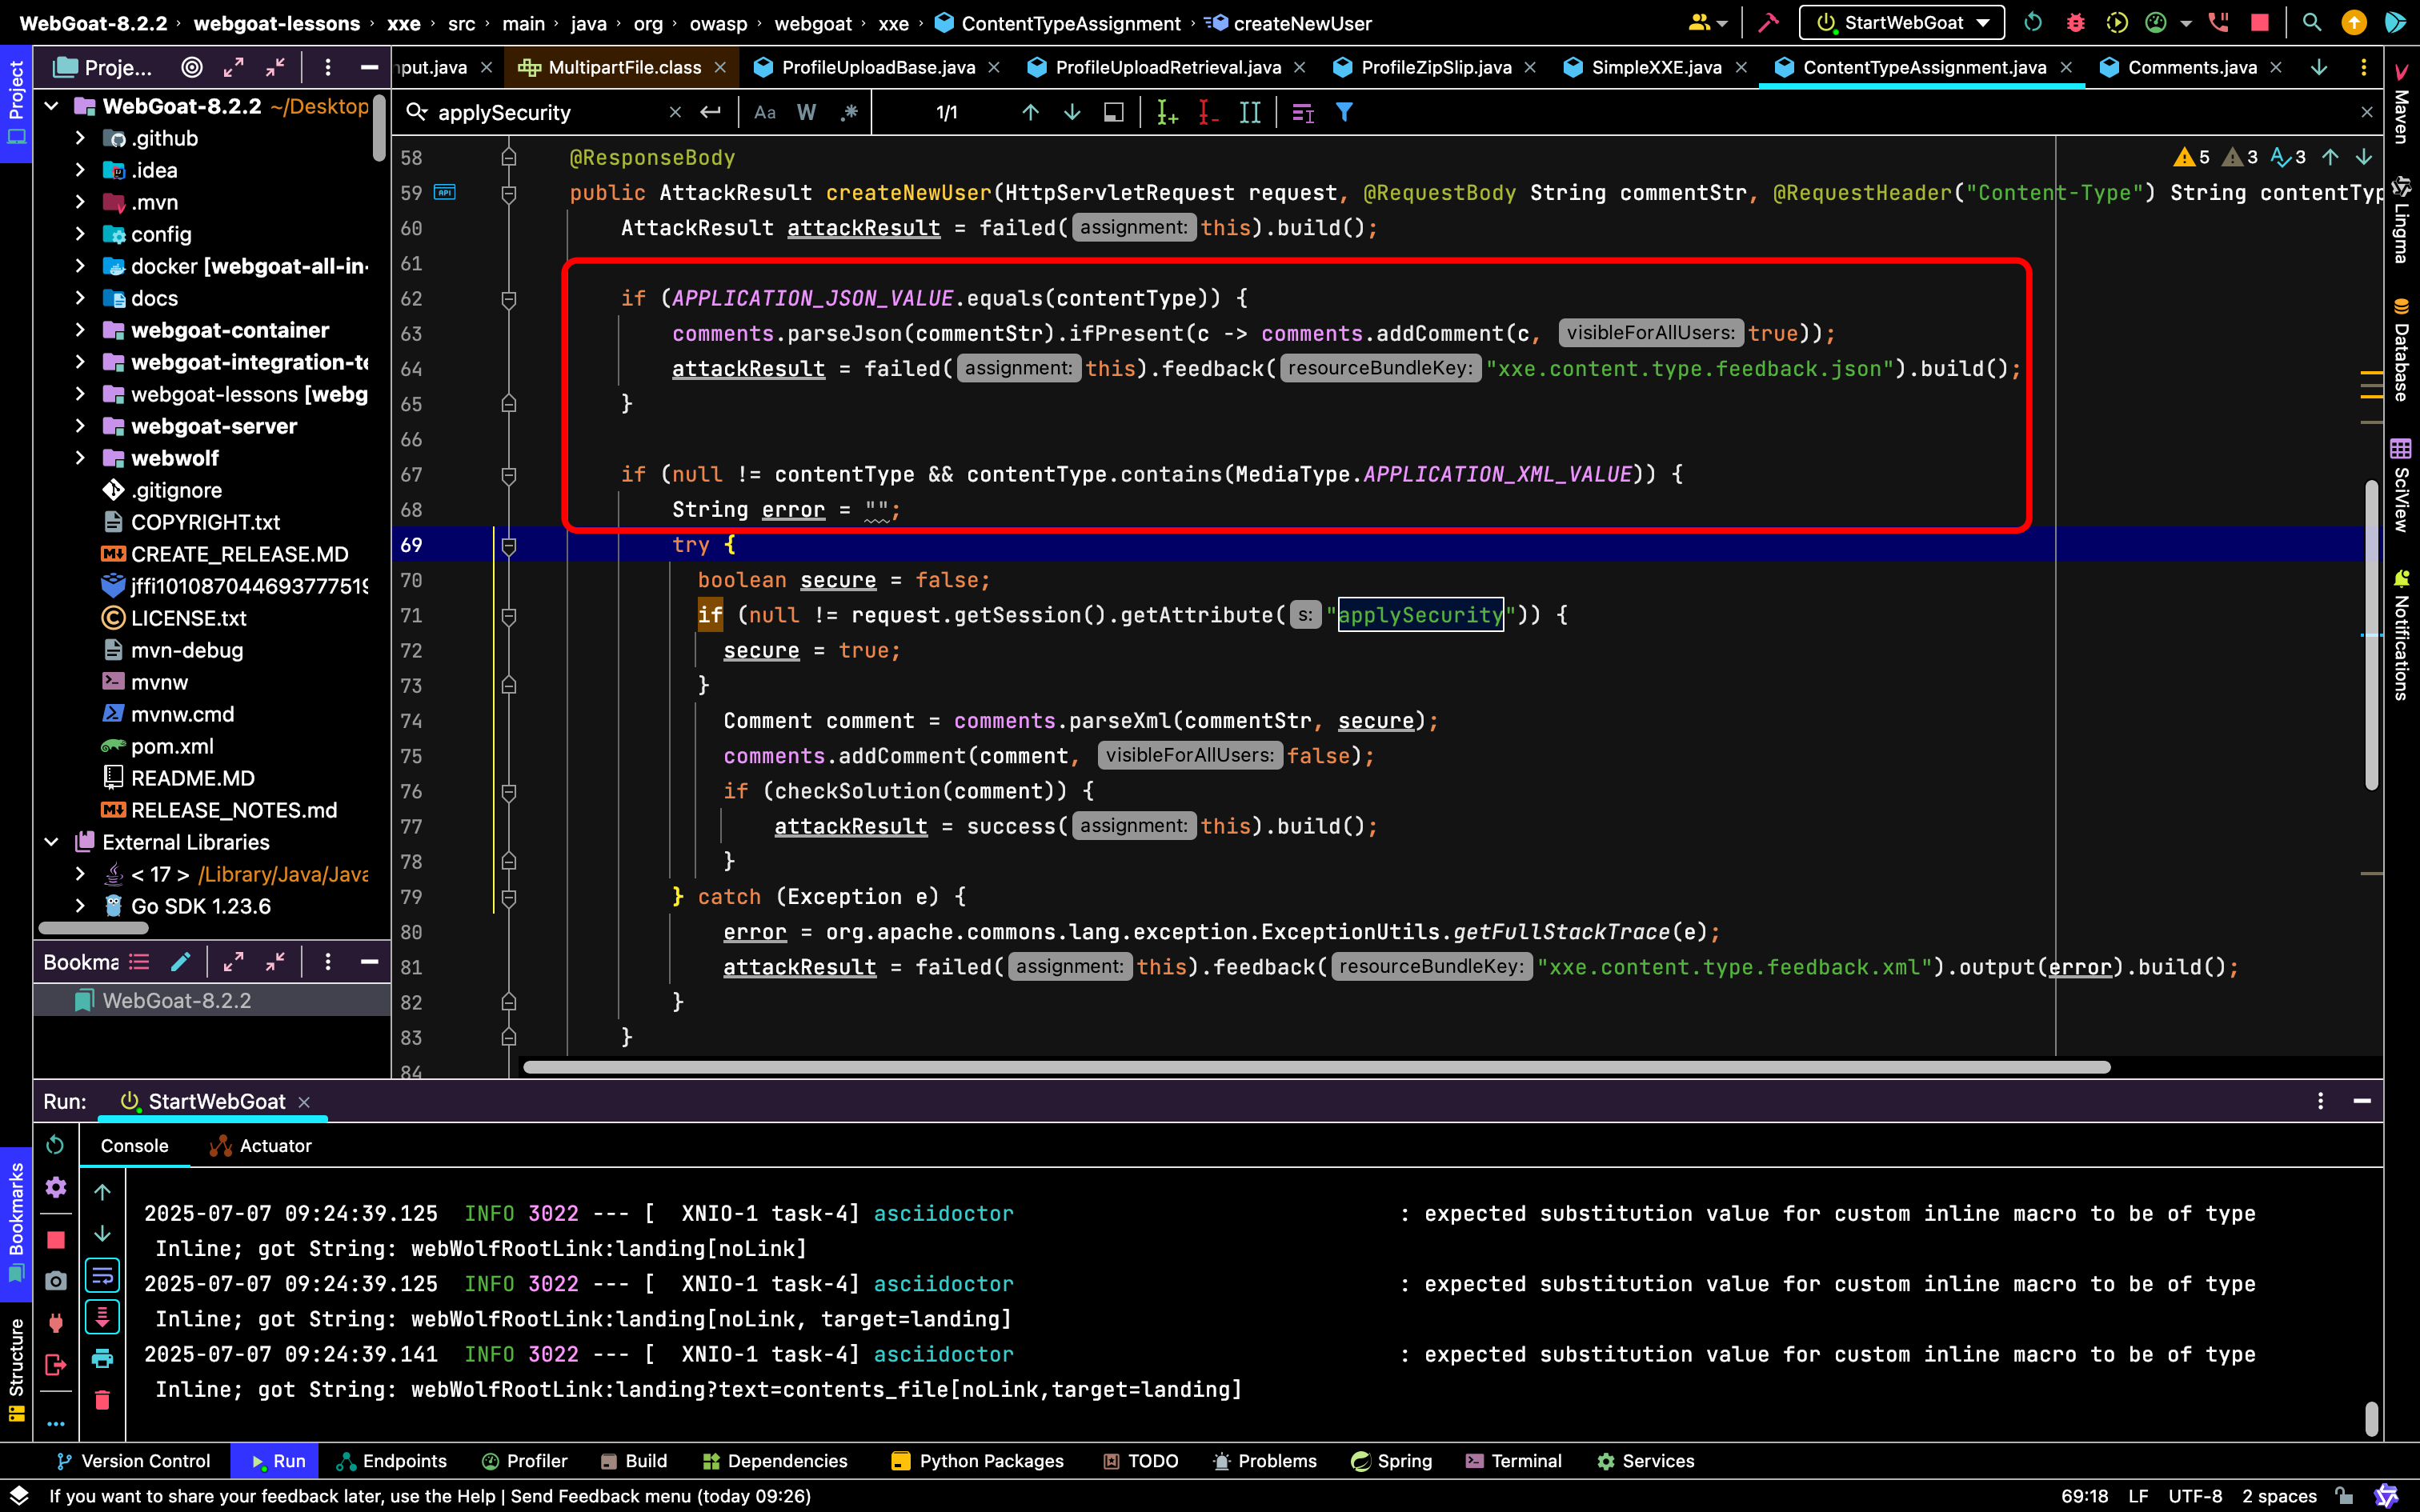 WebGoat-8.2.2 › webgoat-lessons › xxe › src › main › java › org › owasp › webgoat › xxe › ContentTypeAssignment › createNewUser
StartWebGoat
Proje...
put.java
MultipartFile.class
ProfileUploadBase.java
ProfileUploadRetrieval.java
ProfileZipSlip.java
SimpleXXE.java
ContentTypeAssignment.java
Comments.java
applySecurity
Aa W .* 1/1
Project
WebGoat-8.2.2 ~/Desktop
.github
.idea
.mvn
config
docker [webgoat-all-in-
docs
webgoat-container
webgoat-integration-te
webgoat-lessons [webg
webgoat-server
webwolf
.gitignore
COPYRIGHT.txt
CREATE_RELEASE.MD
jffi101087044693777519
LICENSE.txt
mvn-debug
mvnw
mvnw.cmd
pom.xml
README.MD
RELEASE_NOTES.md
External Libraries
< 17 > /Library/Java/Java
Go SDK 1.23.6
Bookma
WebGoat-8.2.2
5 3 3
58 @ResponseBody
59 API public AttackResult createNewUser(HttpServletRequest request, @RequestBody String commentStr, @RequestHeader("Content-Type") String contentTyp
60 AttackResult attackResult = failed( assignment: this).build();
61
62 if (APPLICATION_JSON_VALUE.equals(contentType)) {
63 comments.parseJson(commentStr).ifPresent(c -> comments.addComment(c, visibleForAllUsers: true));
64 attackResult = failed( assignment: this).feedback( resourceBundleKey: "xxe.content.type.feedback.json").build();
65 }
66
67 if (null != contentType && contentType.contains(MediaType.APPLICATION_XML_VALUE)) {
68 String error = "";
69 try {
70 boolean secure = false;
71 if (null != request.getSession().getAttribute( s: "applySecurity")) {
72 secure = true;
73 }
74 Comment comment = comments.parseXml(commentStr, secure);
75 comments.addComment(comment, visibleForAllUsers: false);
76 if (checkSolution(comment)) {
77 attackResult = success( assignment: this).build();
78 }
79 } catch (Exception e) {
80 error = org.apache.commons.lang.exception.ExceptionUtils.getFullStackTrace(e);
81 attackResult = failed( assignment: this).feedback( resourceBundleKey: "xxe.content.type.feedback.xml").output(error).build();
82 }
83 }
84
Maven
Lingma
Database
SciView
Notifications
Run: StartWebGoat
Console Actuator
Bookmarks
Structure
2025-07-07 09:24:39.125 INFO 3022 --- [ XNIO-1 task-4] asciidoctor : expected substitution value for custom inline macro to be of type
Inline; got String: webWolfRootLink:landing[noLink]
2025-07-07 09:24:39.125 INFO 3022 --- [ XNIO-1 task-4] asciidoctor : expected substitution value for custom inline macro to be of type
Inline; got String: webWolfRootLink:landing[noLink, target=landing]
2025-07-07 09:24:39.141 INFO 3022 --- [ XNIO-1 task-4] asciidoctor : expected substitution value for custom inline macro to be of type
Inline; got String: webWolfRootLink:landing?text=contents_file[noLink,target=landing]
Version Control Run Endpoints Profiler Build Dependencies Python Packages TODO Problems Spring Terminal Services
If you want to share your feedback later, use the Help | Send Feedback menu (today 09:26) 69:18 LF UTF-8 2 spaces